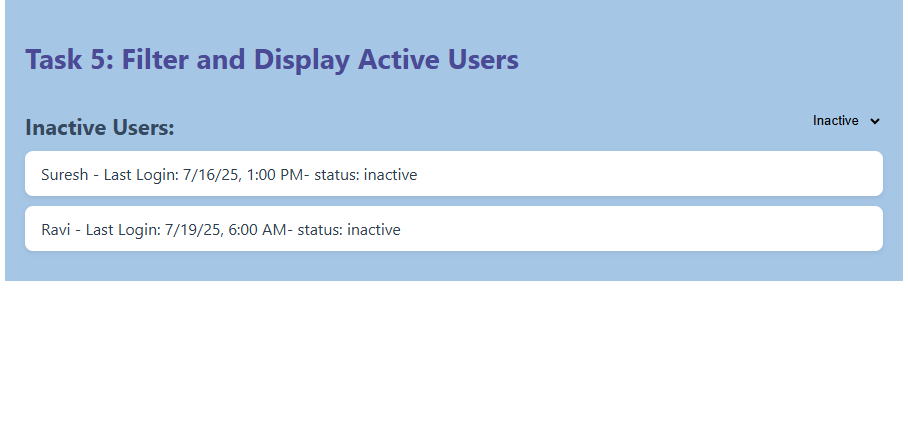 Task 5: Filter and Display Active Users
Inactive Users:
Inactive
Suresh - Last Login: 7/16/25, 1:00 PM- status: inactive
Ravi - Last Login: 7/19/25, 6:00 AM- status: inactive